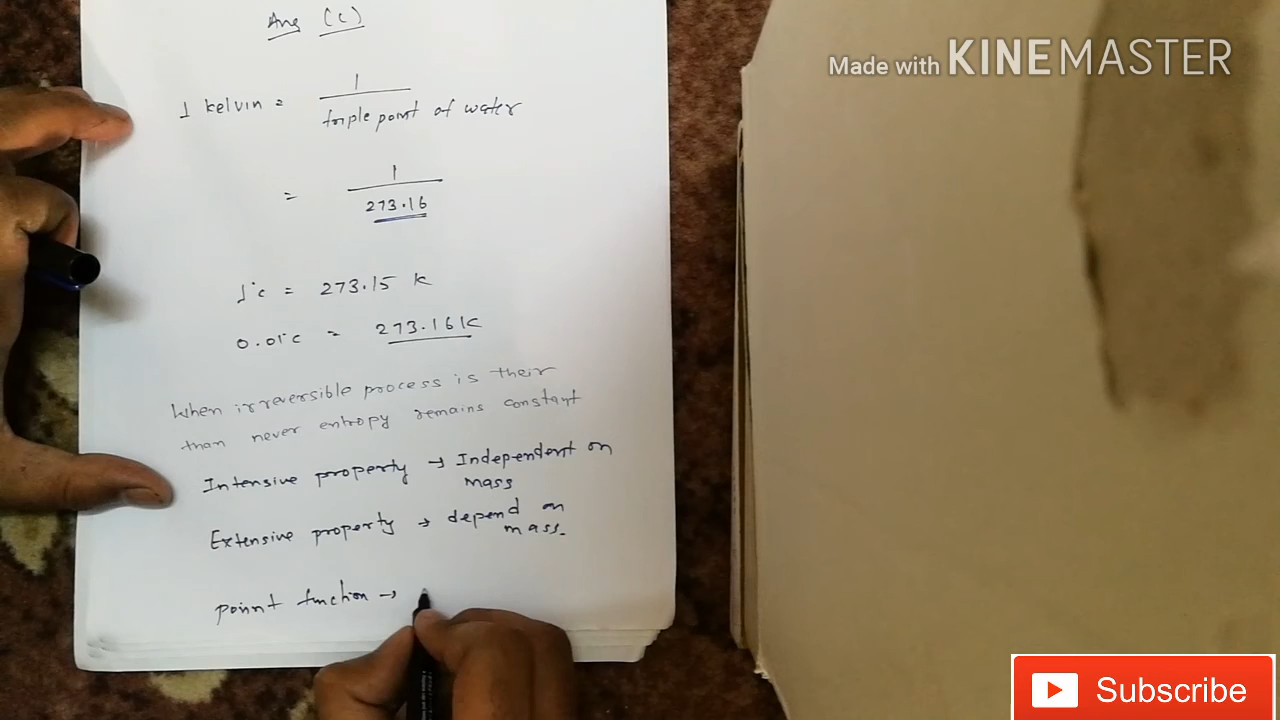 Ans (c)
1 kelvin = 1 / triple point of water
= 1 / 273.16
1°c = 273.15 k
0.01°c = 273.16 K
When irreversible process is their
than never entropy remains constant
Intensive property → Independent on
mass
Extensive property → depend on
mass.
poinnt function →
Made with KINEMASTER
Subscribe